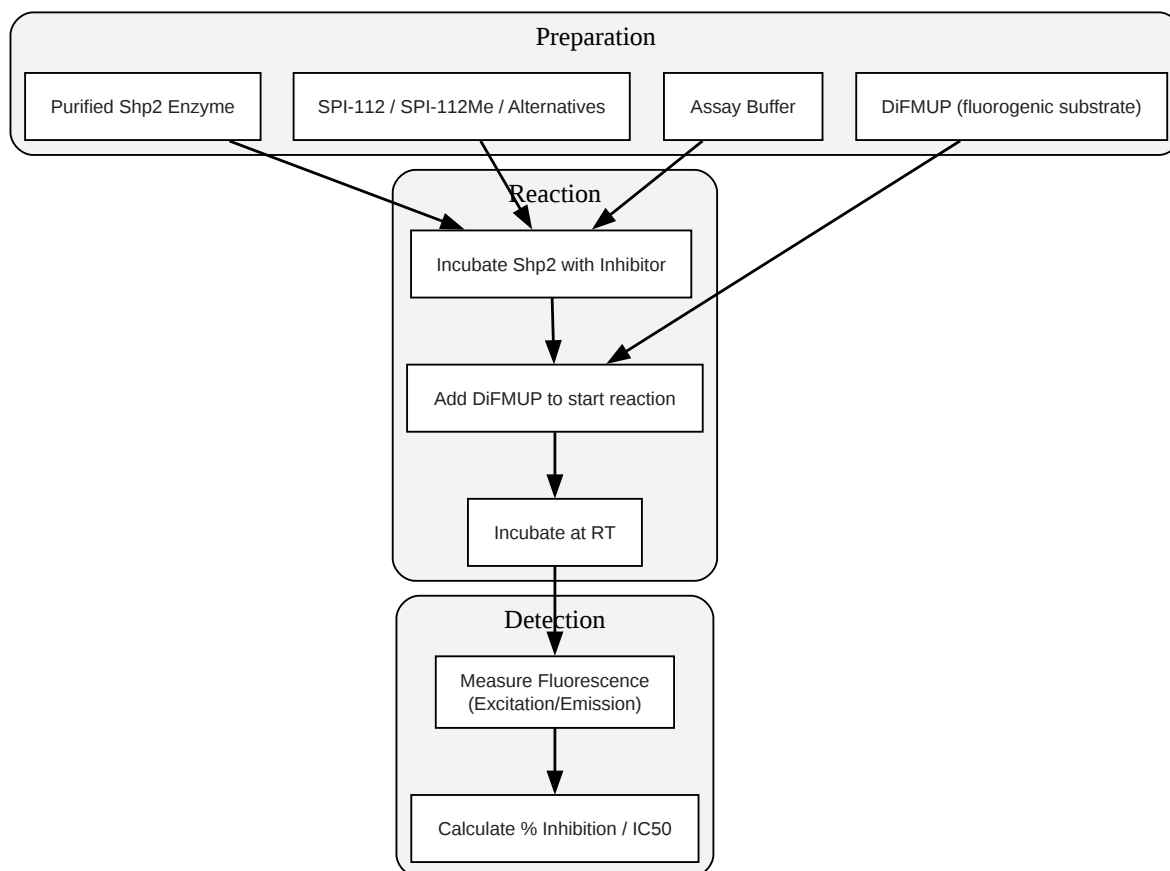 Preparation
Purified Shp2 Enzyme
SPI-112 / SPI-112Me / Alternatives
Assay Buffer
DiFMUP (fluorogenic substrate)
Reaction
Incubate Shp2 with Inhibitor
Add DiFMUP to start reaction
Incubate at RT
Detection
Measure Fluorescence
(Excitation/Emission)
Calculate % Inhibition / IC50